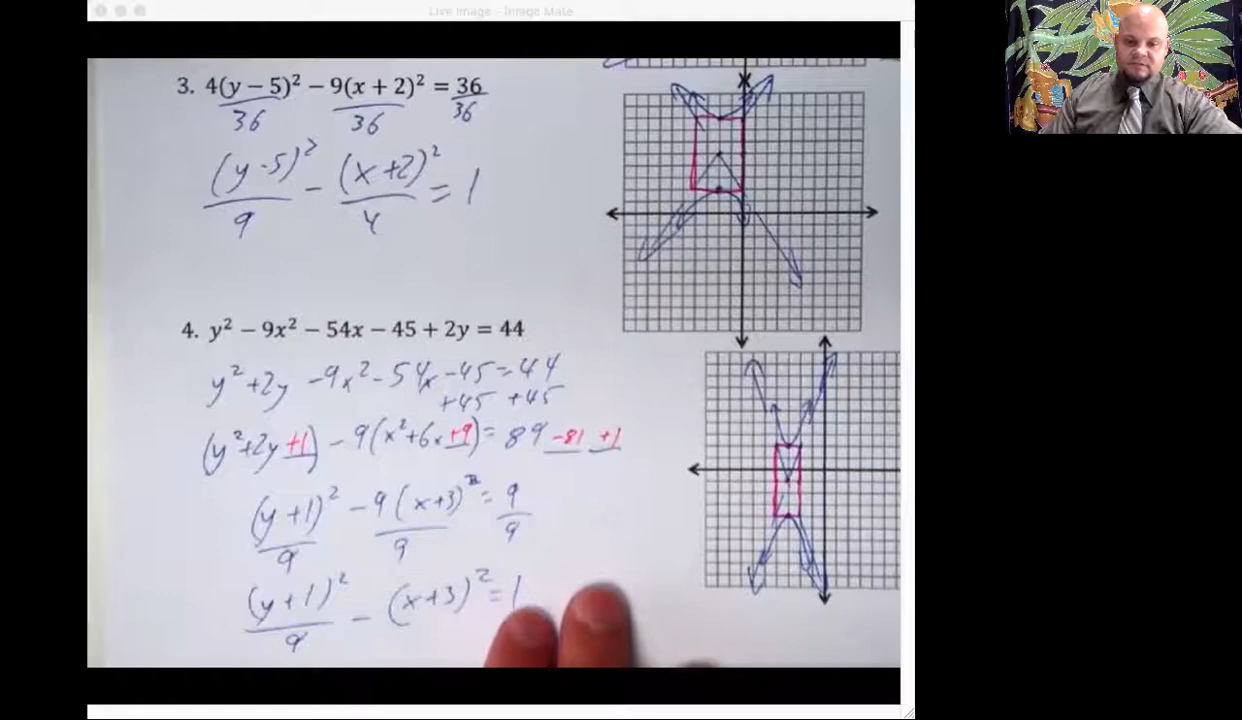 Live Image - Image Mate
3. 4(y − 5)² − 9(x + 2)² = 36
36 36 36
(y-5)² - (x+2)² = 1
9 4
4. y² − 9x² − 54x − 45 + 2y = 44
y²+2y -9x²-54x-45=44
+45 +45
(y²+2y+1) - 9(x²+6x+9)= 89 -81 +1
(y+1)² - 9(x+3)² = 9
9 9 9
(y+1)² - (x+3)² = 1
9